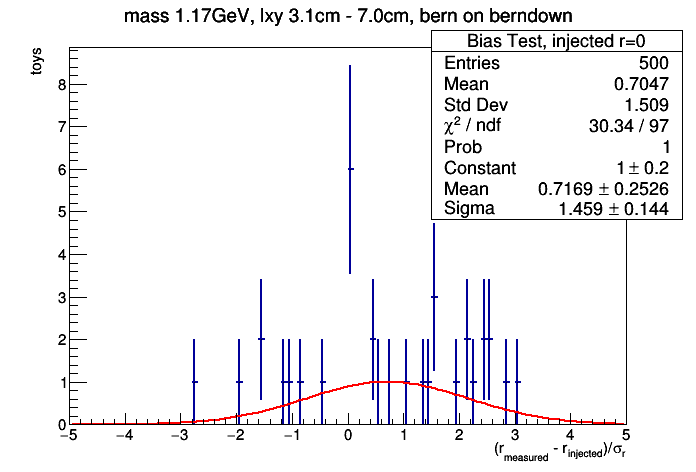 mass 1.17GeV, lxy 3.1cm - 7.0cm, bern on berndown
toys
Bias Test, injected r=0
Entries 500
Mean 0.7047
Std Dev 1.509
χ² / ndf 30.34 / 97
Prob 1
Constant 1 ± 0.2
Mean 0.7169 ± 0.2526
Sigma 1.459 ± 0.144
8
7
6
5
4
3
2
1
0
−5 −4 −3 −2 −1 0 1 2 3 4 5
(r_measured - r_injected)/σ_r